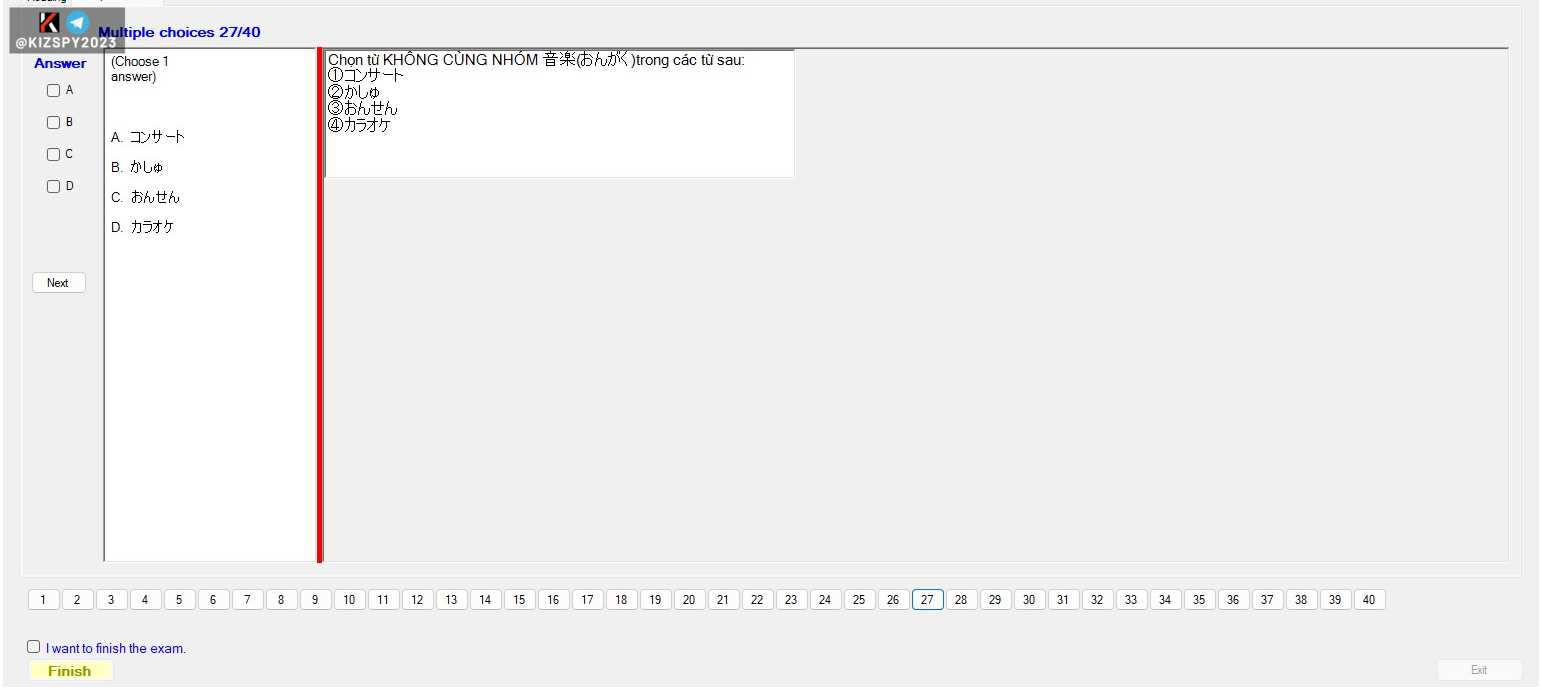 @KIZSPY2023
Multiple choices 27/40
Answer
A
B
C
D
Next
(Choose 1
answer)
A. コンサート
B. かしゅ
C. おんせん
D. カラオケ
Chọn từ KHÔNG CÙNG NHÓM 音楽(おんがく)trong các từ sau:
①コンサート
②かしゅ
③おんせん
④カラオケ
1 2 3 4 5 6 7 8 9 10 11 12 13 14 15 16 17 18 19 20 21 22 23 24 25 26 27 28 29 30 31 32 33 34 35 36 37 38 39 40
I want to finish the exam.
Finish
Exit